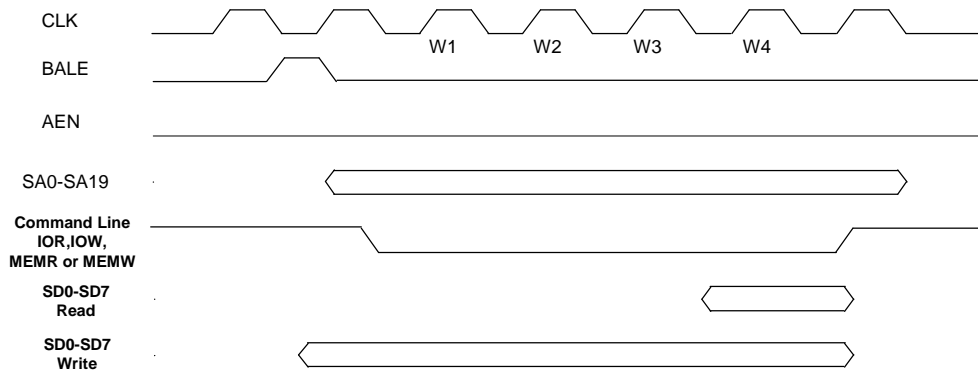 CLK
W1 W2 W3 W4
BALE
AEN
SA0-SA19
Command Line
IOR,IOW,
MEMR or MEMW
SD0-SD7
Read
SD0-SD7
Write